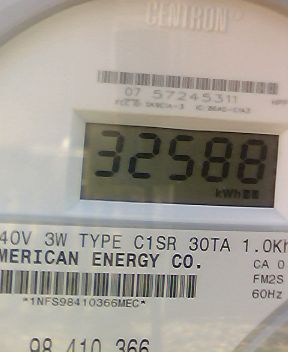 CENTRON
07 57245311
32588
kWh
40V 3W TYPE C1SR 30TA 1.0Kh
MERICAN ENERGY CO.
CA 0
FM2S
60Hz
*1NFS98410366MEC*
98 410 366